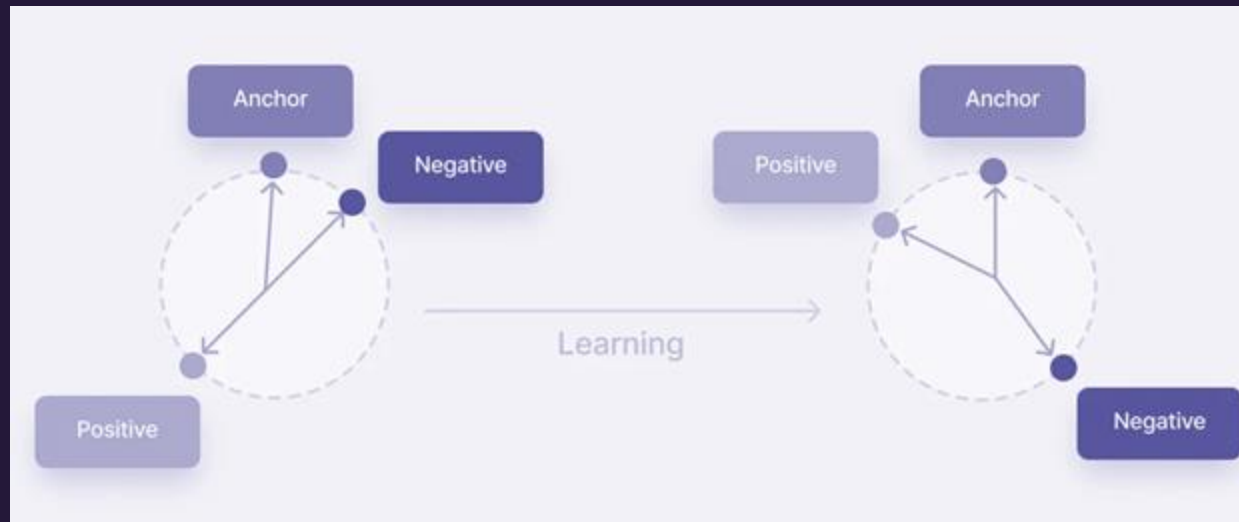 Anchor
Negative
Positive
Learning
Anchor
Positive
Negative